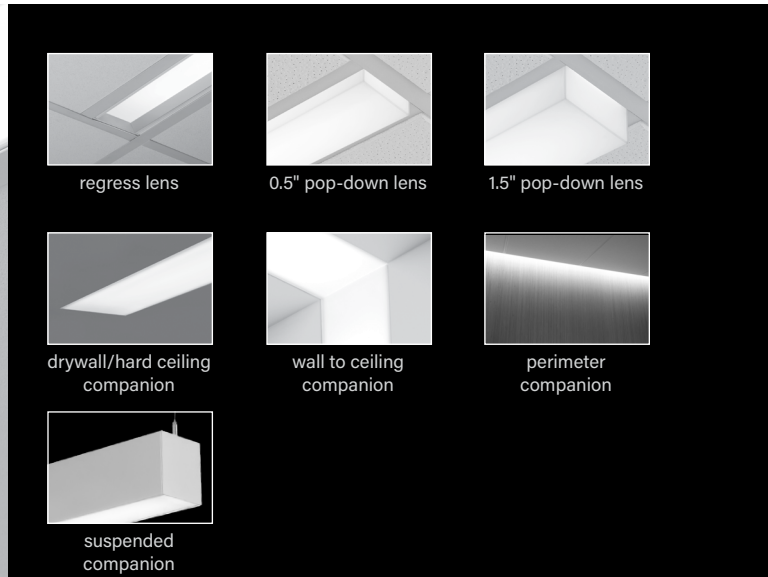 regress lens
0.5" pop-down lens
1.5" pop-down lens
drywall/hard ceiling
companion
wall to ceiling
companion
perimeter
companion
suspended
companion